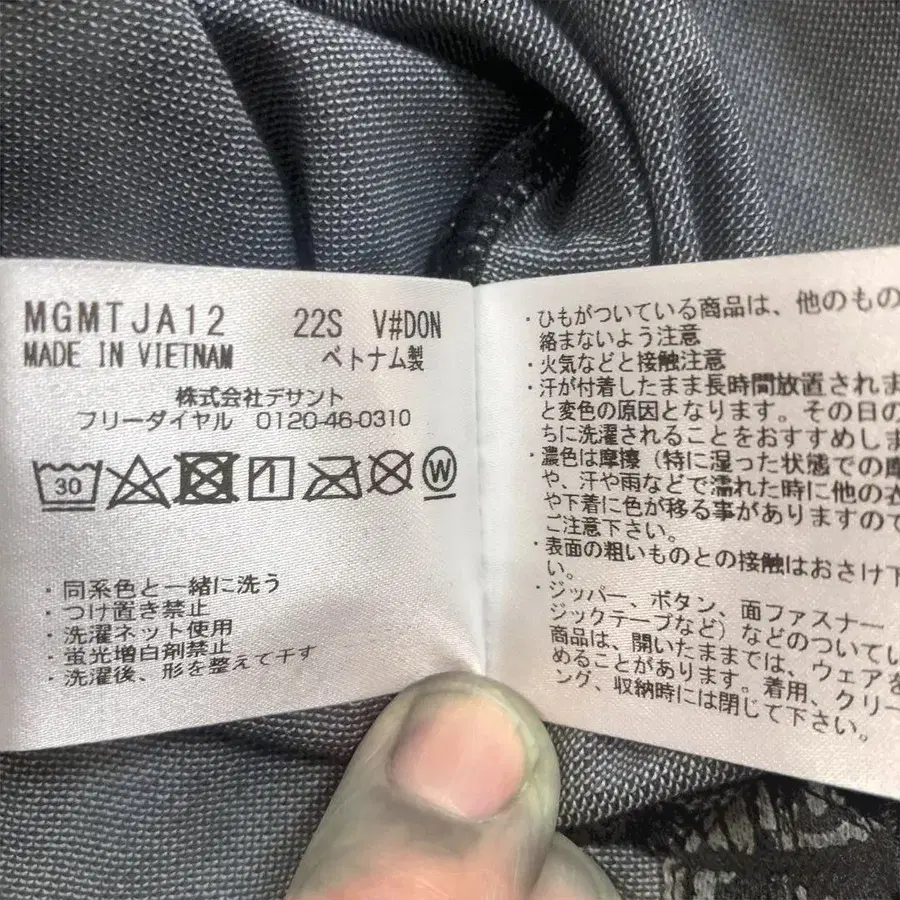 MGMTJA12 22S V#DON
MADE IN VIETNAM ベトナム製
株式会社デサント
フリーダイヤル 0120-46-0310
30
1
W
・同系色と一緒に洗う
・つけ置き禁止
・洗濯ネット使用
・蛍光増白剤禁止
・洗濯後、形を整えて干す
・ひもがついている商品は、他のもの
絡まないよう注意
・火気などと接触注意
・汗が付着したまま長時間放置されま
と変色の原因となります。その日の
ちに洗濯されることをおすすめしま
・濃色は摩擦（特に湿った状態での摩
や、汗や雨などで濡れた時に他の衣
や下着に色が移る事がありますので
ご注意下さい。
・表面の粗いものとの接触はおさけ下
い。
・ジッパー、ボタン、面ファスナー
ジックテープなど）などのついてい
商品は、開いたままでは、ウェアを
めることがあります。着用、クリー
ング、収納時には閉じて下さい。